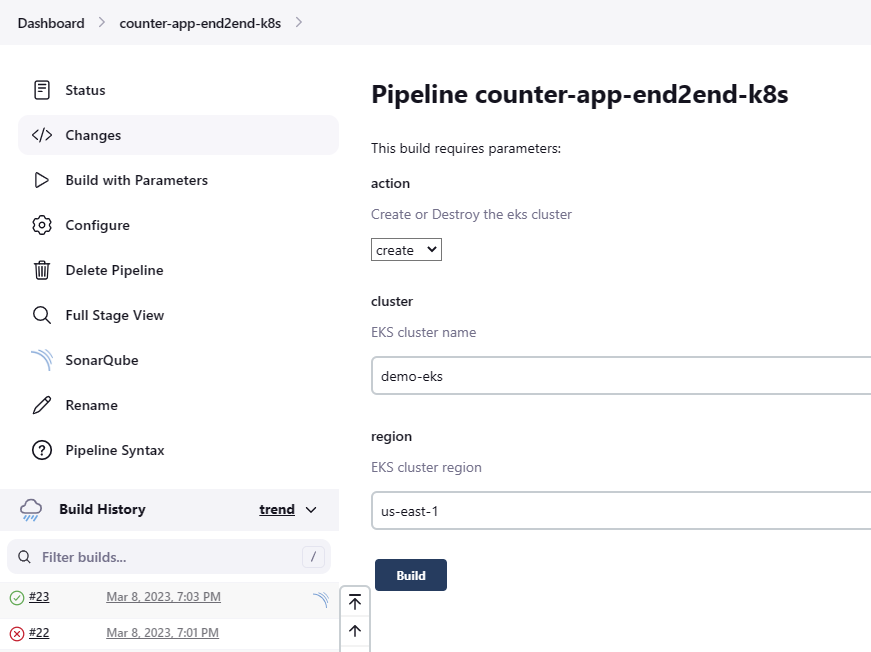 Dashboard > counter-app-end2end-k8s >
Status
Changes
Build with Parameters
Configure
Delete Pipeline
Full Stage View
SonarQube
Rename
Pipeline Syntax
Build History trend
Filter builds... /
#23 Mar 8, 2023, 7:03 PM
#22 Mar 8, 2023, 7:01 PM
Pipeline counter-app-end2end-k8s
This build requires parameters:
action
Create or Destroy the eks cluster
create
cluster
EKS cluster name
demo-eks
region
EKS cluster region
us-east-1
Build